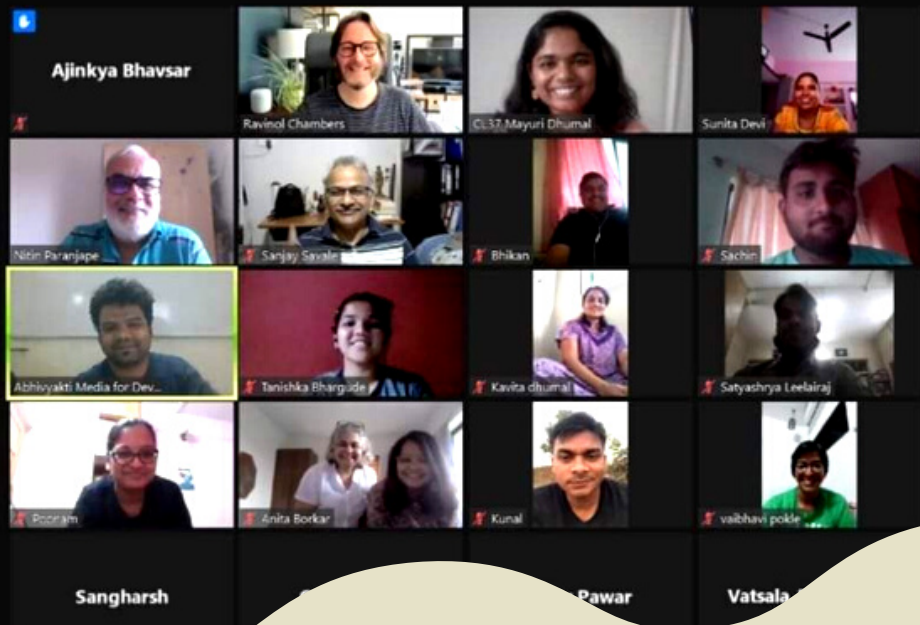 Ajinkya Bhavsar
Ravinol Chambers
CL37 Mayuri Dhumal
Sunita Devi
Nitin Paranjape
Sanjay Savale
Bhikan
Sachin
Abhivyakti Media for Dev...
Tanishka Bhargude
Kavita dhumal
Satyashrya Leelairaj
Poonam
Anita Borkar
Kunal
vaibhavi pokle
Sangharsh
Pawar
Vatsala